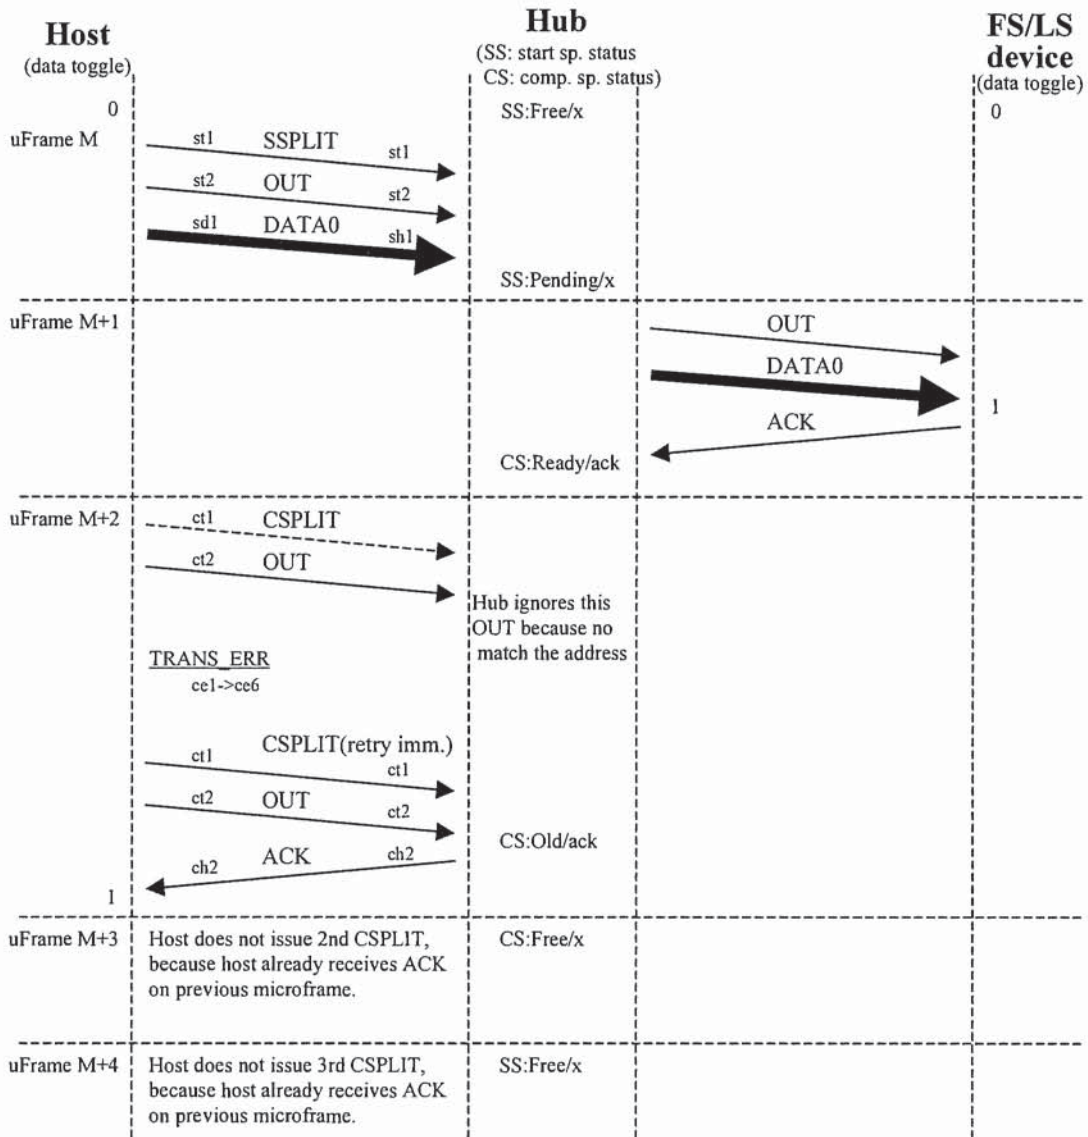 Host
(data toggle)
Hub
(SS: start sp. status
CS: comp. sp. status)
FS/LS
device
(data toggle)
0
SS:Free/x
0
uFrame M
st1
SSPLIT
st1
st2
OUT
st2
sd1
DATA0
sh1
SS:Pending/x
uFrame M+1
OUT
DATA0
1
ACK
CS:Ready/ack
uFrame M+2
ct1
CSPLIT
ct2
OUT
Hub ignores this
OUT because no
match the address
TRANS_ERR
ce1->ce6
CSPLIT(retry imm.)
ct1
ct1
ct2
OUT
ct2
CS:Old/ack
ACK
ch2
ch2
1
uFrame M+3
Host does not issue 2nd CSPLIT,
because host already receives ACK
on previous microframe.
CS:Free/x
uFrame M+4
Host does not issue 3rd CSPLIT,
because host already receives ACK
on previous microframe.
SS:Free/x